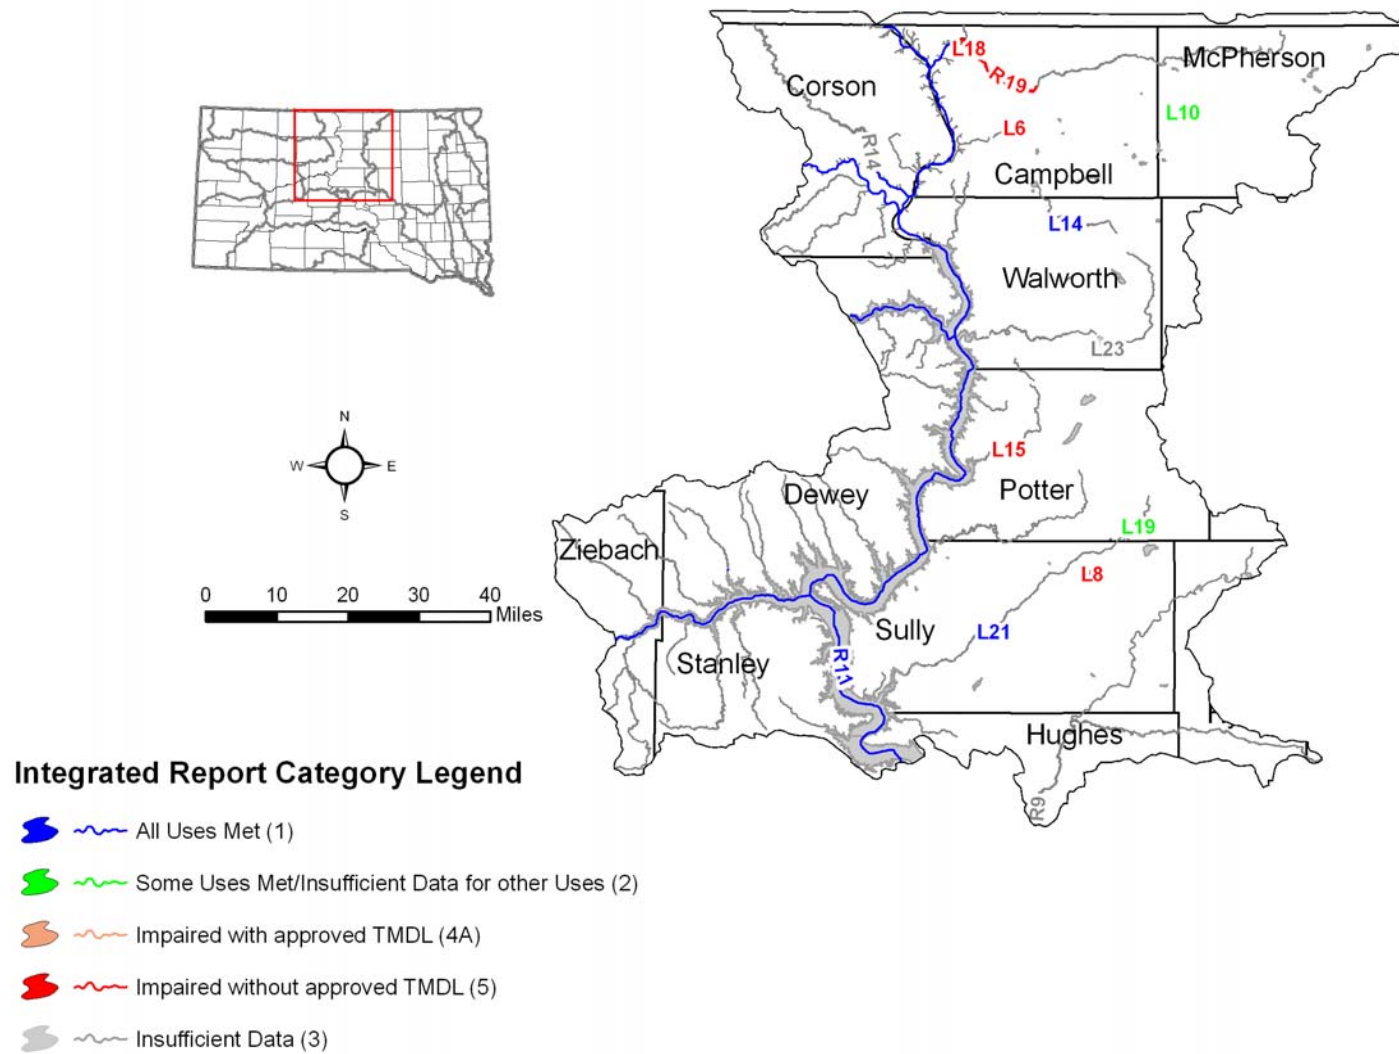 L18
McPherson
Corson
R19
L10
L6
R14
Campbell
L14
Walworth
L23
N
W
E
S
L15
Dewey
Potter
L19
Ziebach
L8
0 10 20 30 40
Miles
Sully
L21
R11
Stanley
Hughes
R9
Integrated Report Category Legend
All Uses Met (1)
Some Uses Met/Insufficient Data for other Uses (2)
Impaired with approved TMDL (4A)
Impaired without approved TMDL (5)
Insufficient Data (3)